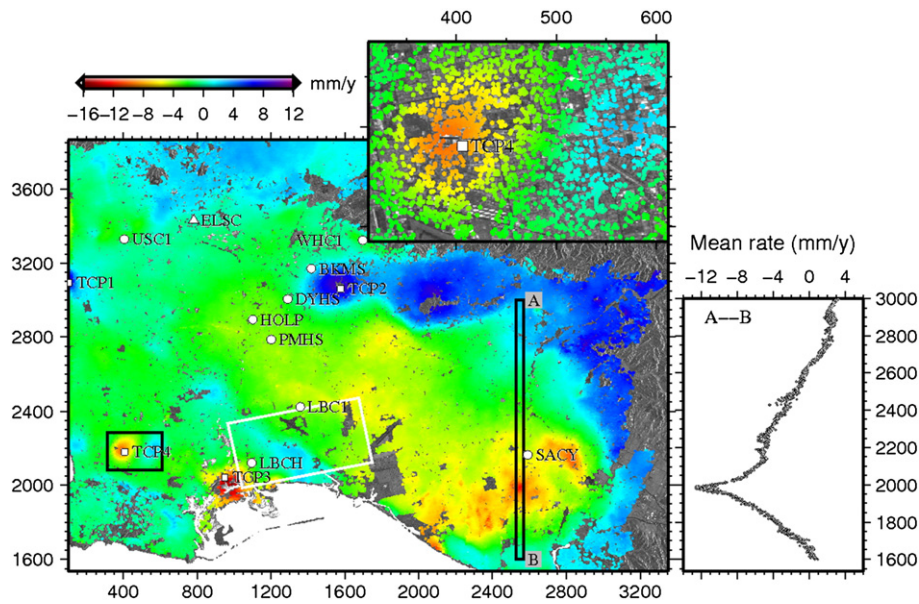 400 500 600
mm/y
−16 −12 −8 −4 0 4 8 12
TCP4
3600
3200
2800
2400
2000
1600
ELSC
USC1
WHC1
BKMS
TCP1
TCP2
DYHS
HOLP
PMHS
LBC1
TCP4
LBCH
TCP3
SACY
A
B
400 800 1200 1600 2000 2400 2800 3200
Mean rate (mm/y)
−12 −8 −4 0 4
A---B
3000
2800
2600
2400
2200
2000
1800
1600